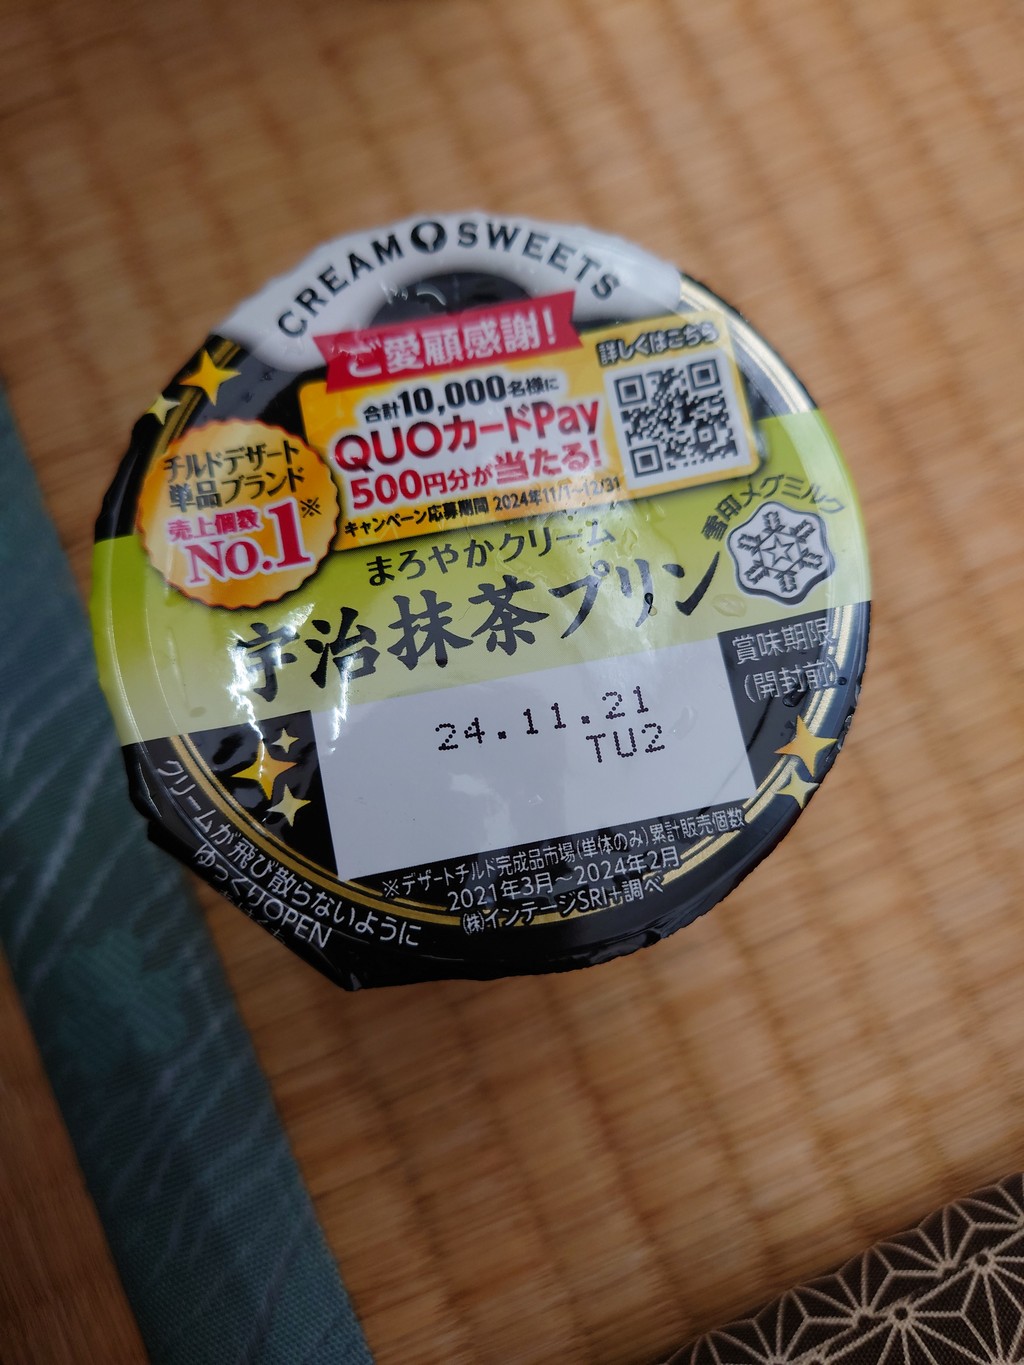 CREAM SWEETS
ご愛顧感謝!
合計10,000名様に
QUOカードPay
500円分が当たる!
キャンペーン応募期間 2024年11/1~12/31
詳しくはこちら
チルドデザート
単品ブランド
売上個数
No.1※
まろやかクリーム
宇治抹茶プリン
雪印メグミルク
賞味期限
(開封前)
24.11.21
TU2
※デザートチルド完成品市場(単体のみ)累計販売個数
2021年3月~2024年2月
(株)インテージSRI+調べ
クリームが飛び散らないように
ゆっくりOPEN